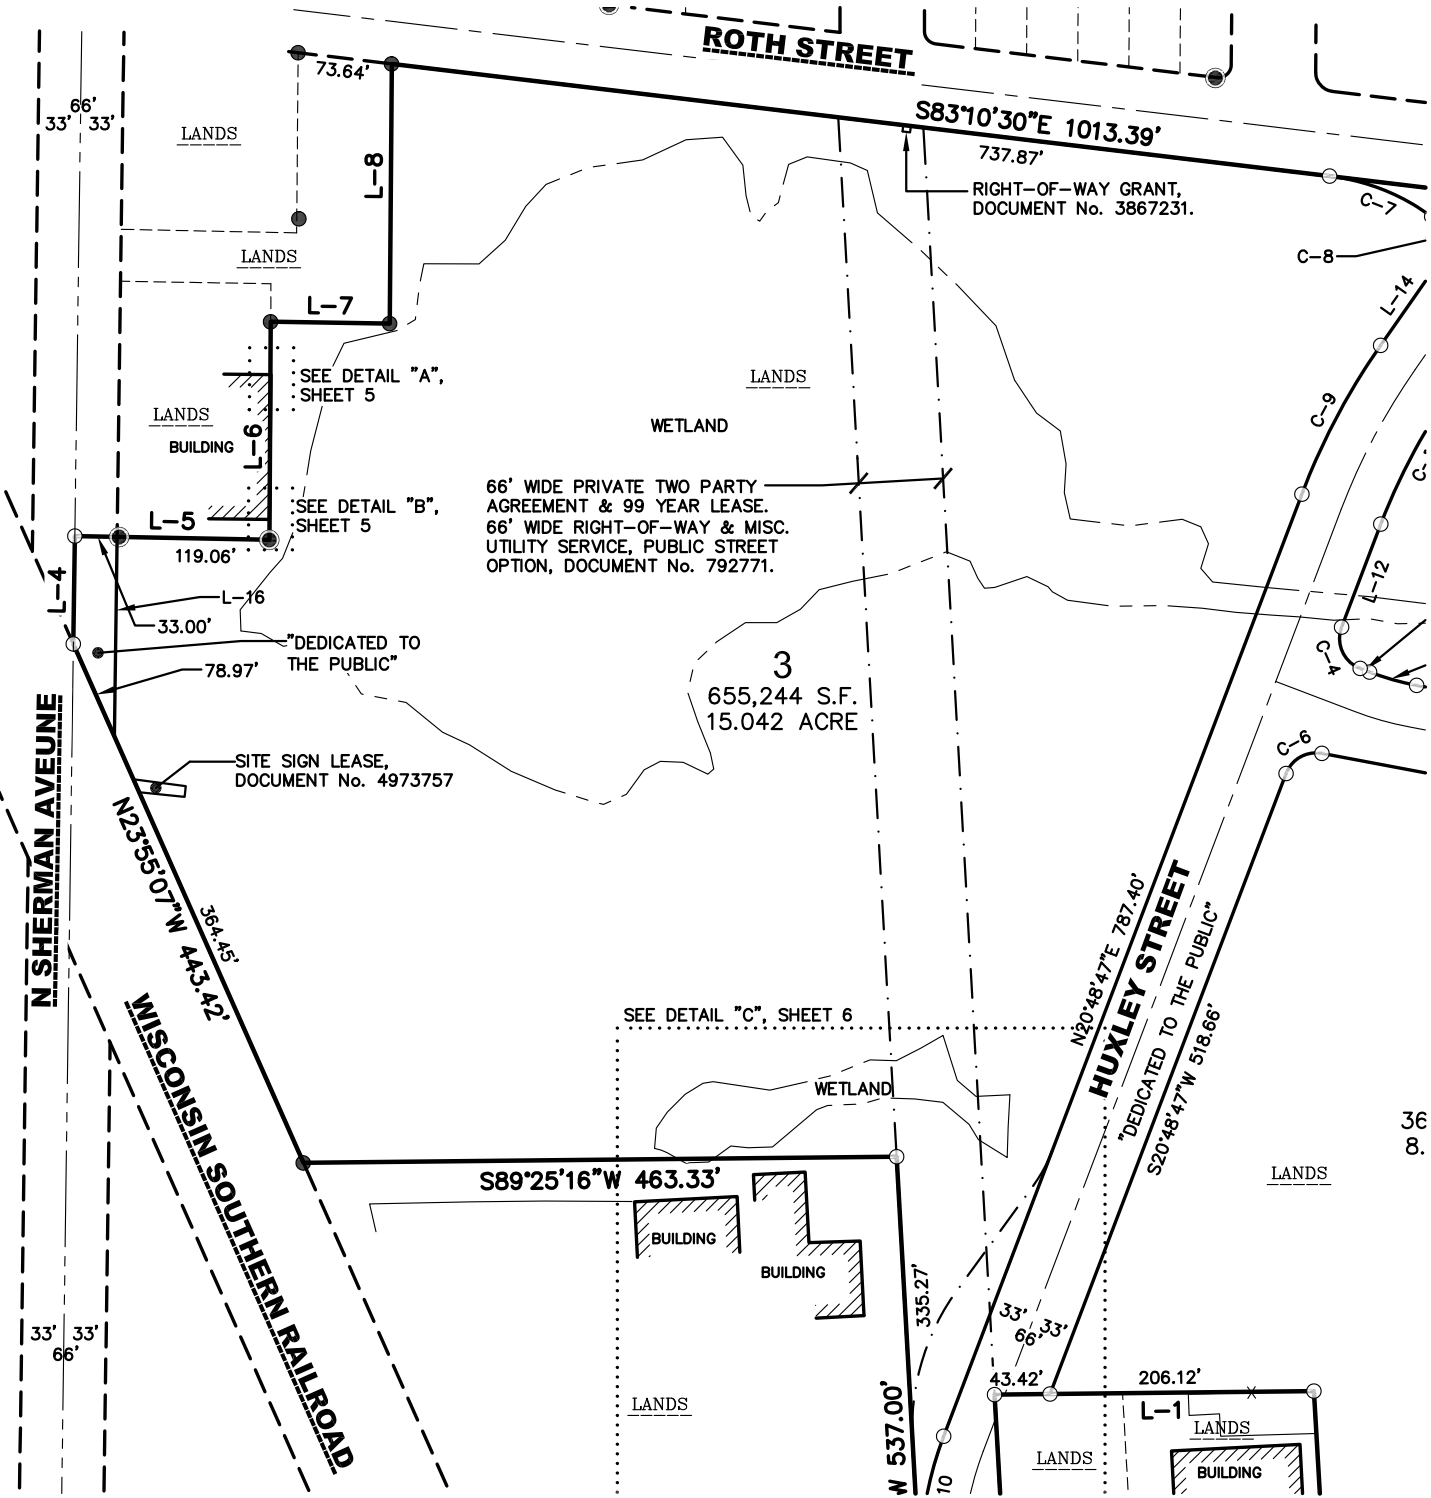 ROTH STREET
73.64'
66'
33' 33'
LANDS
L-8
S83°10'30"E 1013.39'
737.87'
RIGHT-OF-WAY GRANT,
DOCUMENT No. 3867231.
C-7
C-8
LANDS
L-7
L-14
SEE DETAIL "A",
SHEET 5
LANDS
LANDS
BUILDING
L-6
WETLAND
C-9
66' WIDE PRIVATE TWO PARTY
AGREEMENT & 99 YEAR LEASE.
66' WIDE RIGHT-OF-WAY & MISC.
UTILITY SERVICE, PUBLIC STREET
OPTION, DOCUMENT No. 792771.
SEE DETAIL "B",
SHEET 5
L-5
119.06'
L-4
L-16
33.00'
L-12
C-4
"DEDICATED TO
THE PUBLIC"
78.97'
3
655,244 S.F.
15.042 ACRE
N SHERMAN AVEUNE
SITE SIGN LEASE,
DOCUMENT No. 4973757
C-6
N23°55'07"W 443.42'
364.45'
N20°48'47"E 787.40'
HUXLEY STREET
"DEDICATED TO THE PUBLIC"
S20°48'47"W 518.66'
SEE DETAIL "C", SHEET 6
WETLAND
WISCONSIN SOUTHERN RAILROAD
36
8.
S89°25'16"W 463.33'
LANDS
BUILDING
BUILDING
335.27'
33' 33'
66'
33' 33'
66'
43.42'
206.12'
L-1
LANDS
W 537.00'
LANDS
LANDS
BUILDING
10